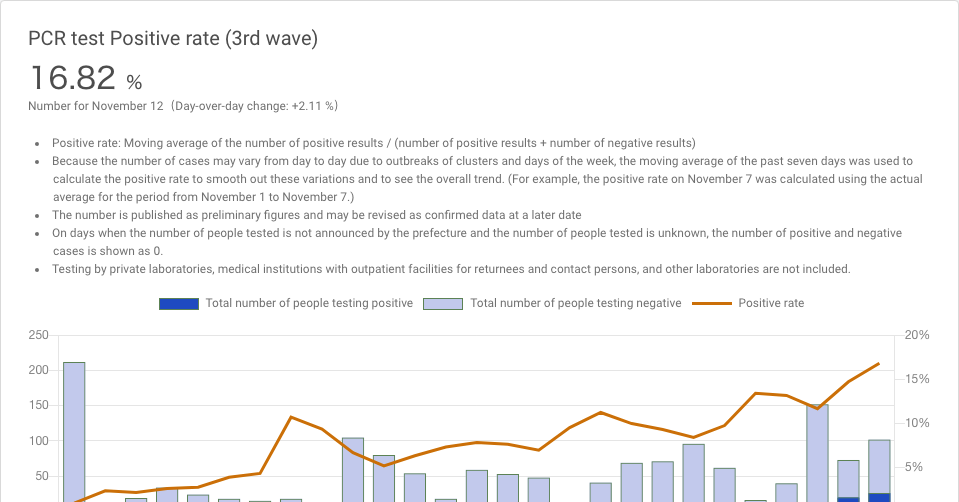 PCR test Positive rate (3rd wave)
16.82 %
Number for November 12 (Day-over-day change: +2.11 %)
• Positive rate: Moving average of the number of positive results / (number of positive results + number of negative results)
• Because the number of cases may vary from day to day due to outbreaks of clusters and days of the week, the moving average of the past seven days was used to
calculate the positive rate to smooth out these variations and to see the overall trend. (For example, the positive rate on November 7 was calculated using the actual
average for the period from November 1 to November 7.)
• The number is published as preliminary figures and may be revised as confirmed data at a later date
• On days when the number of people tested is not announced by the prefecture and the number of people tested is unknown, the number of positive and negative
cases is shown as 0.
• Testing by private laboratories, medical institutions with outpatient facilities for returnees and contact persons, and other laboratories are not included.
Total number of people testing positive Total number of people testing negative Positive rate
250 20%
200
15%
150
10%
100
5%
50